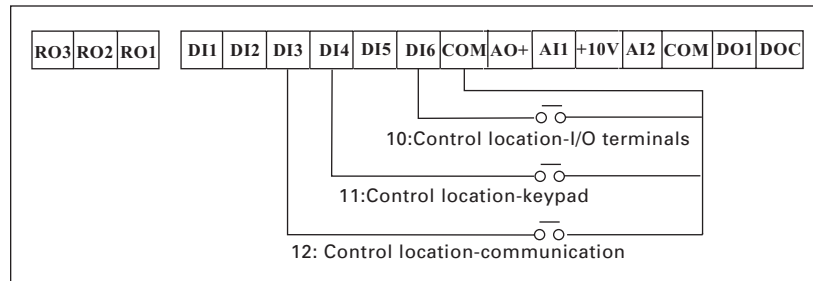 RO3 RO2 RO1 DI1 DI2 DI3 DI4 DI5 DI6 COM AO+ AI1 +10V AI2 COM DO1 DOC
10:Control location-I/O terminals
11:Control location-keypad
12: Control location-communication